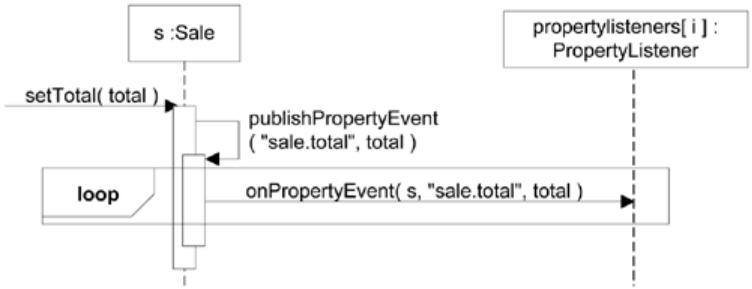 s :Sale
propertylisteners[ i ] :
PropertyListener
setTotal( total )
publishPropertyEvent
( "sale.total", total )
loop
onPropertyEvent( s, "sale.total", total )